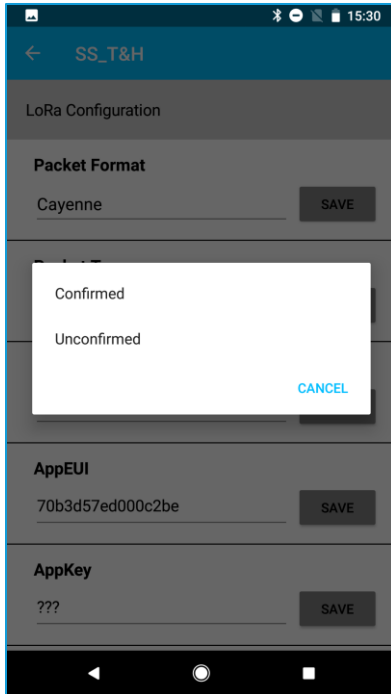 15:30
SS_T&H
LoRa Configuration
Packet Format
Cayenne
SAVE
Confirmed
Unconfirmed
CANCEL
AppEUI
70b3d57ed000c2be
SAVE
AppKey
???
SAVE